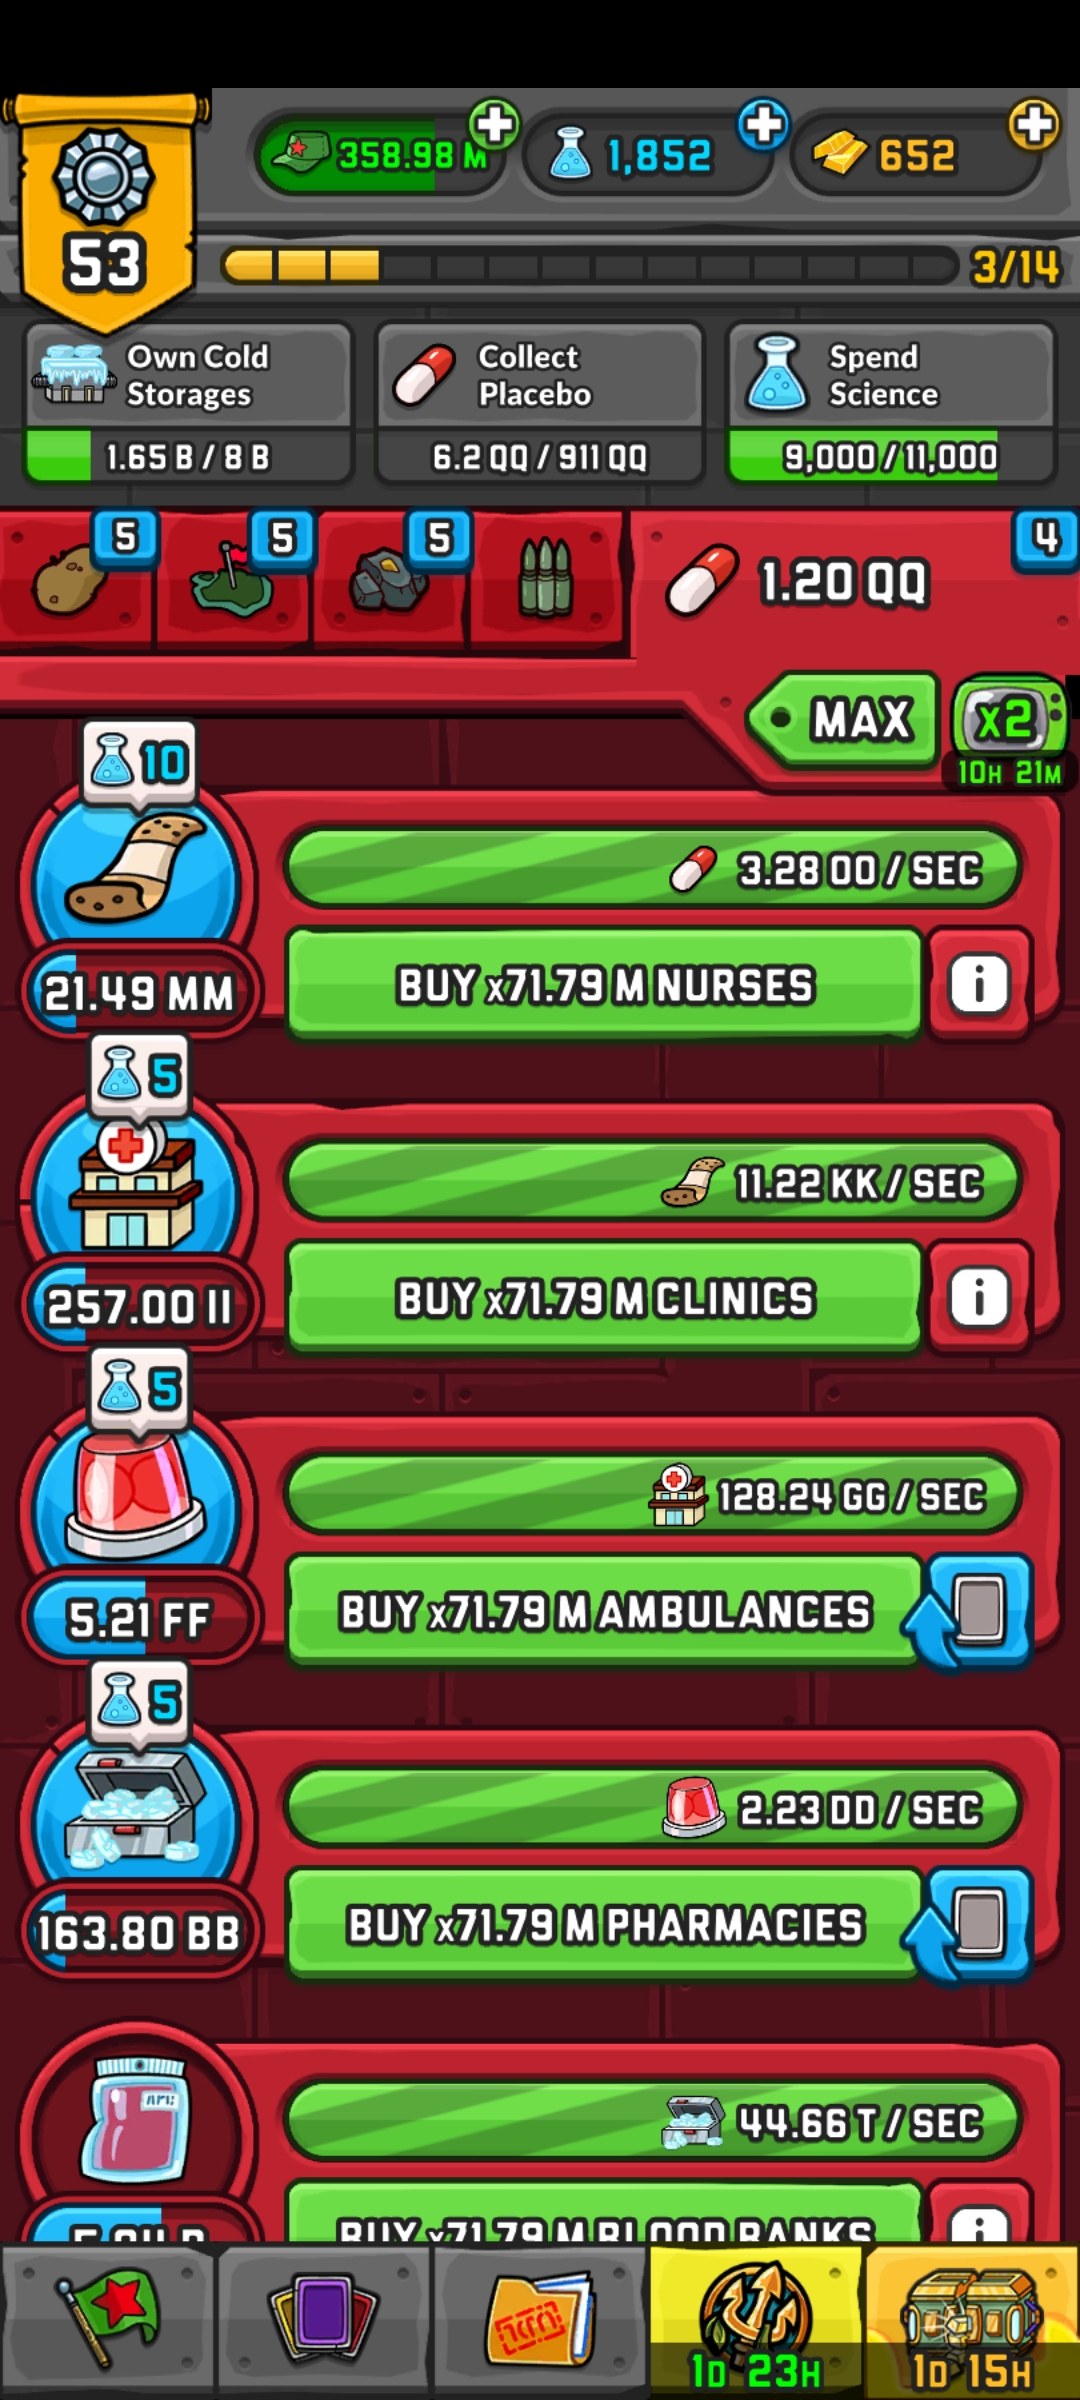 53
358.98 M
1,852
652
3/14
Own Cold
Storages
1.65 B / 8 B
Collect
Placebo
6.2 QQ / 911 QQ
Spend
Science
9,000 / 11,000
5
5
5
4
1.20 QQ
MAX
x2
10H 21M
10
3.28 OO / SEC
21.49 MM
BUY x71.79 M NURSES
i
5
11.22 KK / SEC
257.00 II
BUY x71.79 M CLINICS
i
5
128.24 GG / SEC
5.21 FF
BUY x71.79 M AMBULANCES
5
2.23 DD / SEC
163.80 BB
BUY x71.79 M PHARMACIES
44.66 T / SEC
BUY x71.79 M BLOOD BANKS
i
1D 23H
1D 15H